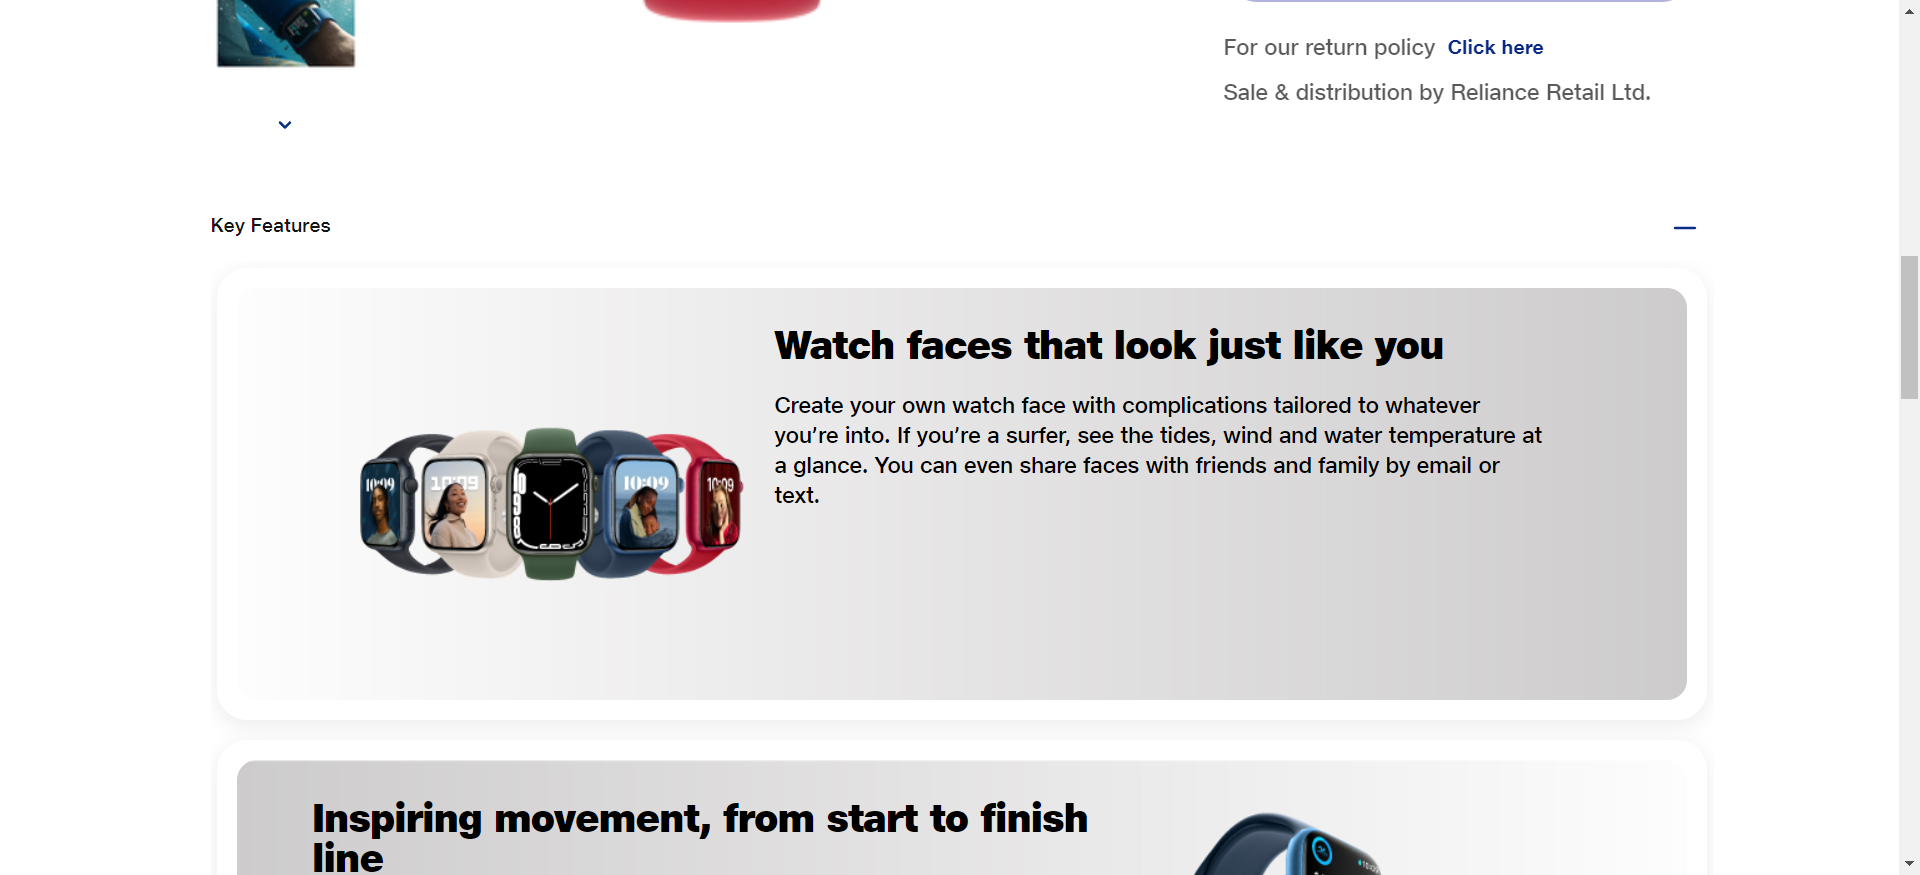 For our return policy Click here
Sale & distribution by Reliance Retail Ltd.
Key Features
Watch faces that look just like you
Create your own watch face with complications tailored to whatever
you’re into. If you’re a surfer, see the tides, wind and water temperature at
a glance. You can even share faces with friends and family by email or
text.
10:09
10:09
10:09
10:09
Inspiring movement, from start to finish
line